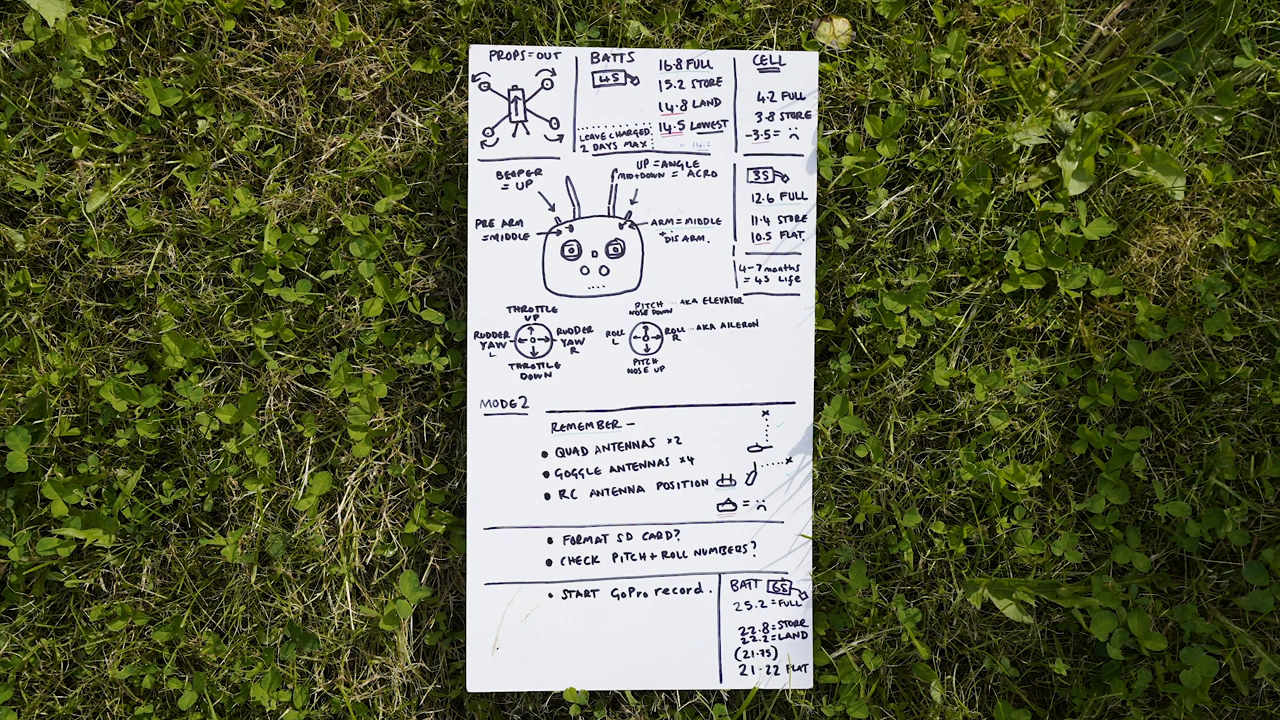 PROPS=OUT
BATTS
4S
16.8 FULL
15.2 STORE
14.8 LAND
14.5 LOWEST
LEAVE CHARGED
2 DAYS MAX
CELL
4.2 FULL
3.8 STORE
-3.5=
3S
12.6 FULL
11.4 STORE
10.5 FLAT
4-7 months
= 4S Life
BEEPER
= UP
UP = ANGLE
MID+DOWN = ACRO
PRE ARM
=MIDDLE
ARM = MIDDLE
+
DISARM.
THROTTLE
UP
RUDDER
YAW
L
RUDDER
YAW
R
THROTTLE
DOWN
PITCH
NOSE DOWN
... AKA ELEVATOR
ROLL
L
ROLL ... AKA AILERON
R
PITCH
NOSE UP
MODE 2
REMEMBER -
• QUAD ANTENNAS x2
• GOGGLE ANTENNAS x4
• RC ANTENNA POSITION
=
• FORMAT SD CARD?
• CHECK PITCH + ROLL NUMBERS?
• START GoPro record.
BATT 6S
25.2=FULL
22.8=STORE
22.2=LAND
(21.75)
21-22 FLAT